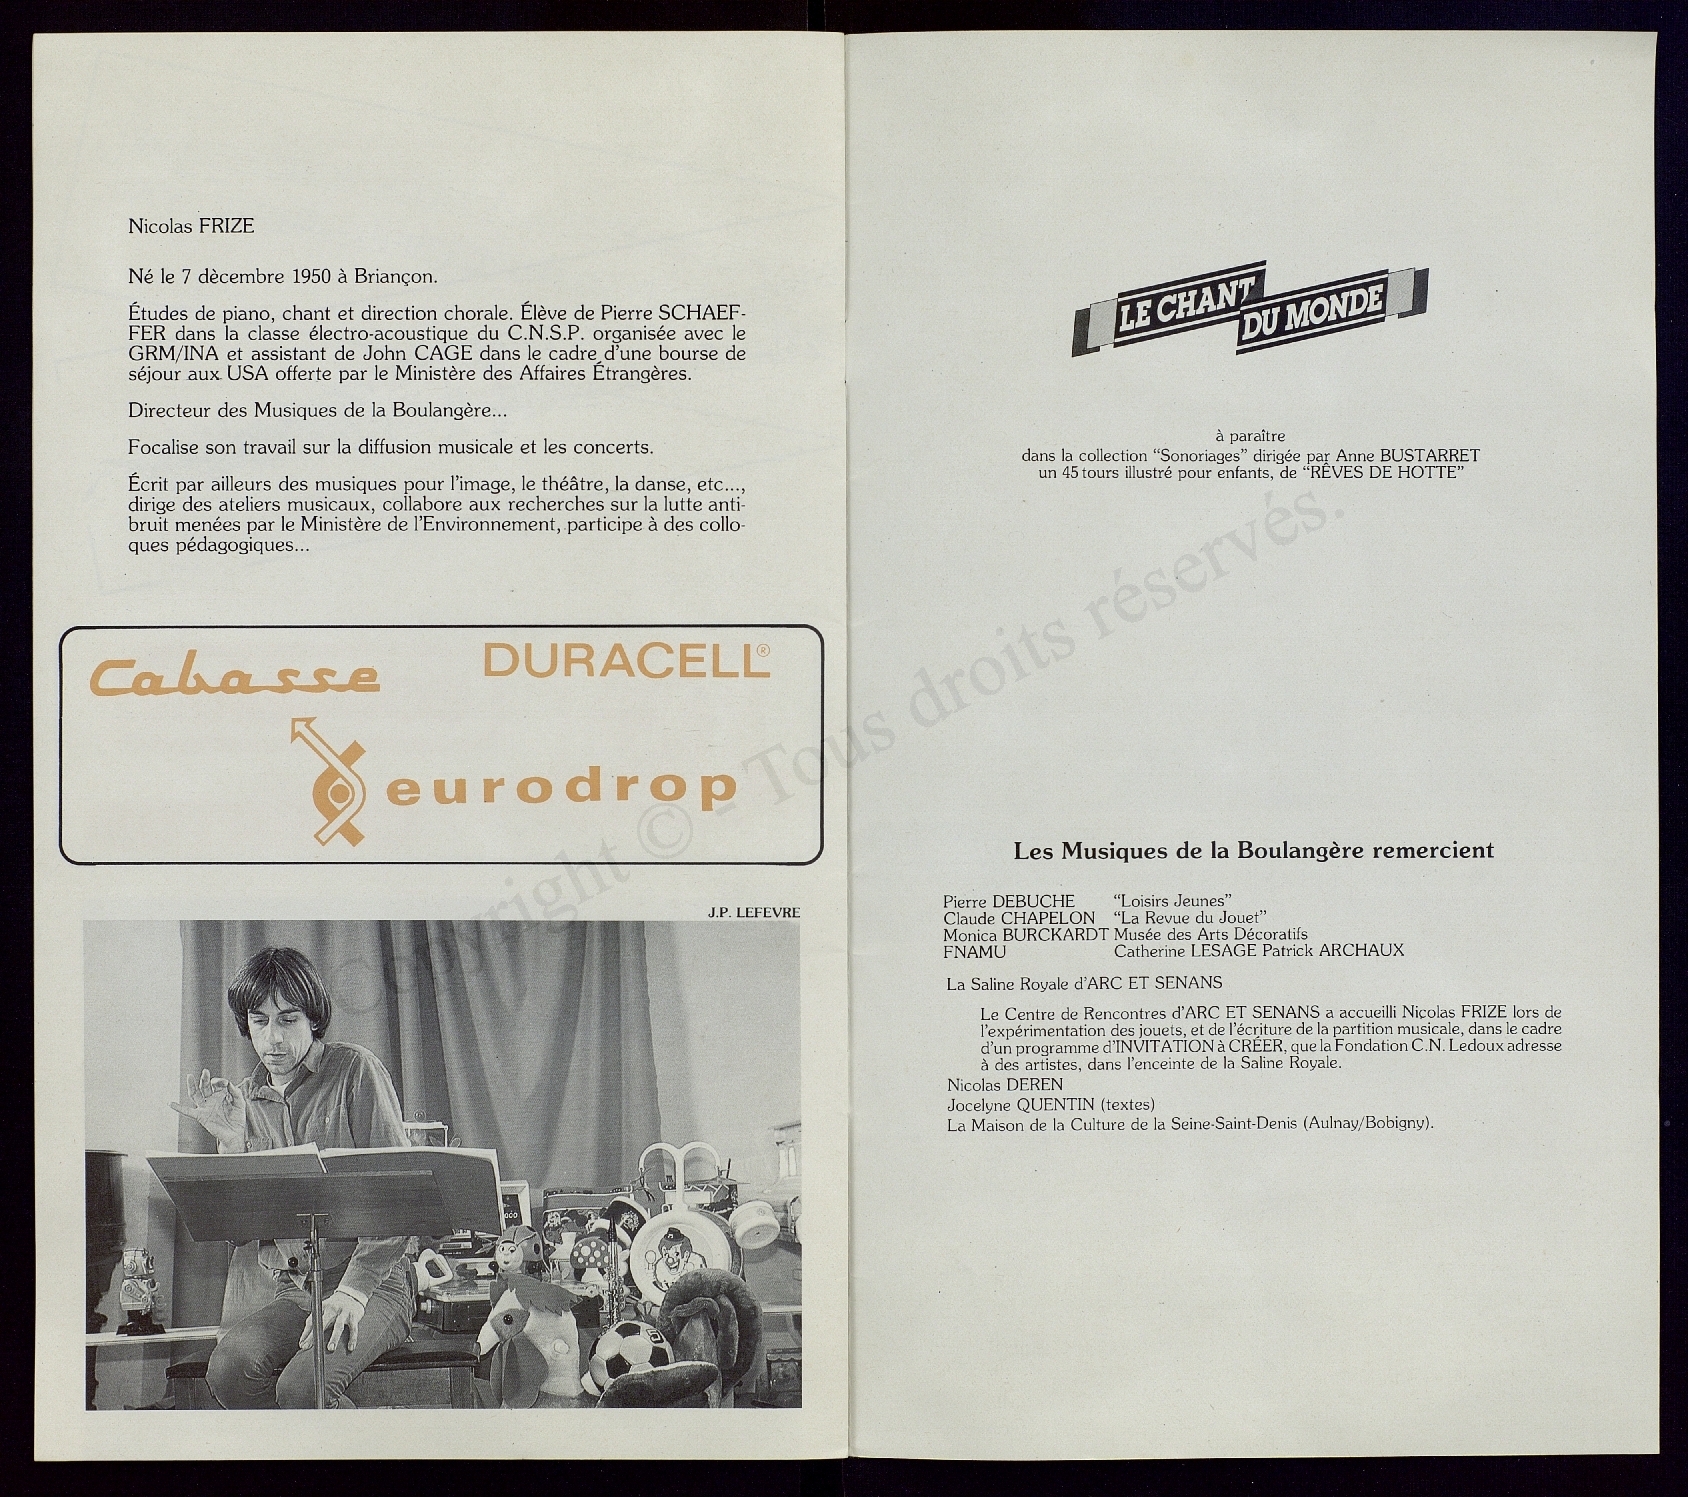 Nicolas FRIZE
Né le 7 dècembre 1950 à Briançon.
Études de piano, chant et direction chorale. Élève de Pierre SCHAEF-
FER dans la classe électro-acoustique du C.N.S.P. organisée avec le
GRM/INA et assistant de John CAGE dans le cadre d'une bourse de
séjour aux USA offerte par le Ministère des Affaires Étrangères.
Directeur des Musiques de la Boulangère...
Focalise son travail sur la diffusion musicale et les concerts.
Écrit par ailleurs des musiques pour l'image, le théâtre, la danse, etc...,
dirige des ateliers musicaux, collabore aux recherches sur la lutte anti-
bruit menées par le Ministère de l'Environnement, participe à des collo-
ques pédagogiques...
Cabasse
DURACELL®
eurodrop
J.P. LEFEVRE
LE CHANT
DU MONDE
à paraître
dans la collection “Sonoriages” dirigée par Anne BUSTARRET
un 45 tours illustré pour enfants, de “RÊVES DE HOTTE”
Les Musiques de la Boulangère remercient
Pierre DEBUCHE “Loisirs Jeunes”
Claude CHAPELON “La Revue du Jouet”
Monica BURCKARDT Musée des Arts Décoratifs
FNAMU Catherine LESAGE Patrick ARCHAUX
La Saline Royale d'ARC ET SENANS
Le Centre de Rencontres d'ARC ET SENANS a accueilli Nicolas FRIZE lors de
l'expérimentation des jouets, et de l'écriture de la partition musicale, dans le cadre
d'un programme d'INVITATION à CRÉER, que la Fondation C.N. Ledoux adresse
à des artistes, dans l'enceinte de la Saline Royale.
Nicolas DEREN
Jocelyne QUENTIN (textes)
La Maison de la Culture de la Seine-Saint-Denis (Aulnay/Bobigny).
Copyright © - Tous droits réservés.